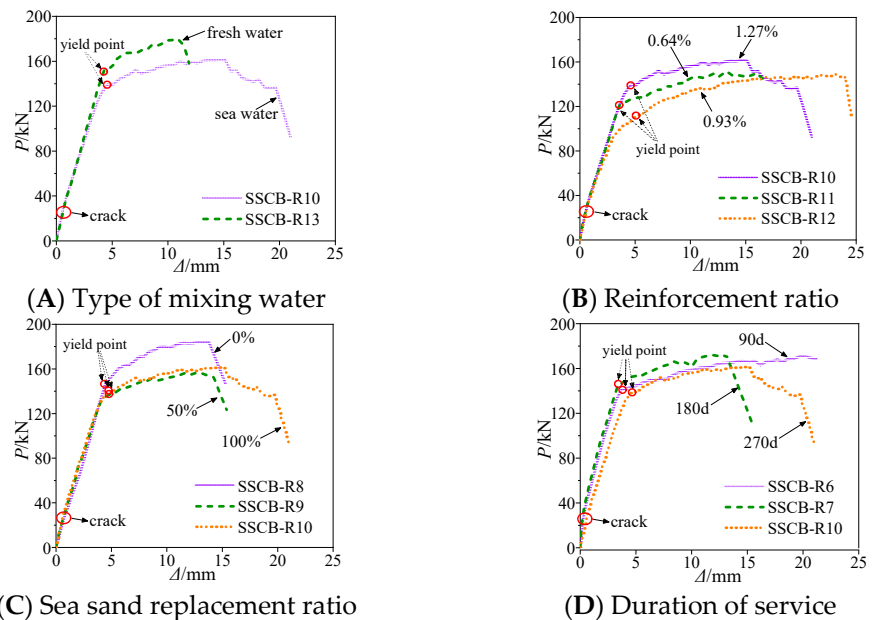 200
160
120
80
40
0
P/kN
0 5 10 15 20 25
Δ/mm
yield point
fresh water
sea water
crack
SSCB-R10
SSCB-R13
(A) Type of mixing water
200
160
120
80
40
0
P/kN
0 5 10 15 20 25
Δ/mm
0.64%
1.27%
0.93%
yield point
crack
SSCB-R10
SSCB-R11
SSCB-R12
(B) Reinforcement ratio
200
160
120
80
40
0
P/kN
0 5 10 15 20 25
Δ/mm
yield point
0%
50%
100%
crack
SSCB-R8
SSCB-R9
SSCB-R10
(C) Sea sand replacement ratio
200
160
120
80
40
0
P/kN
0 5 10 15 20 25
Δ/mm
yield point
90d
180d
270d
crack
SSCB-R6
SSCB-R7
SSCB-R10
(D) Duration of service